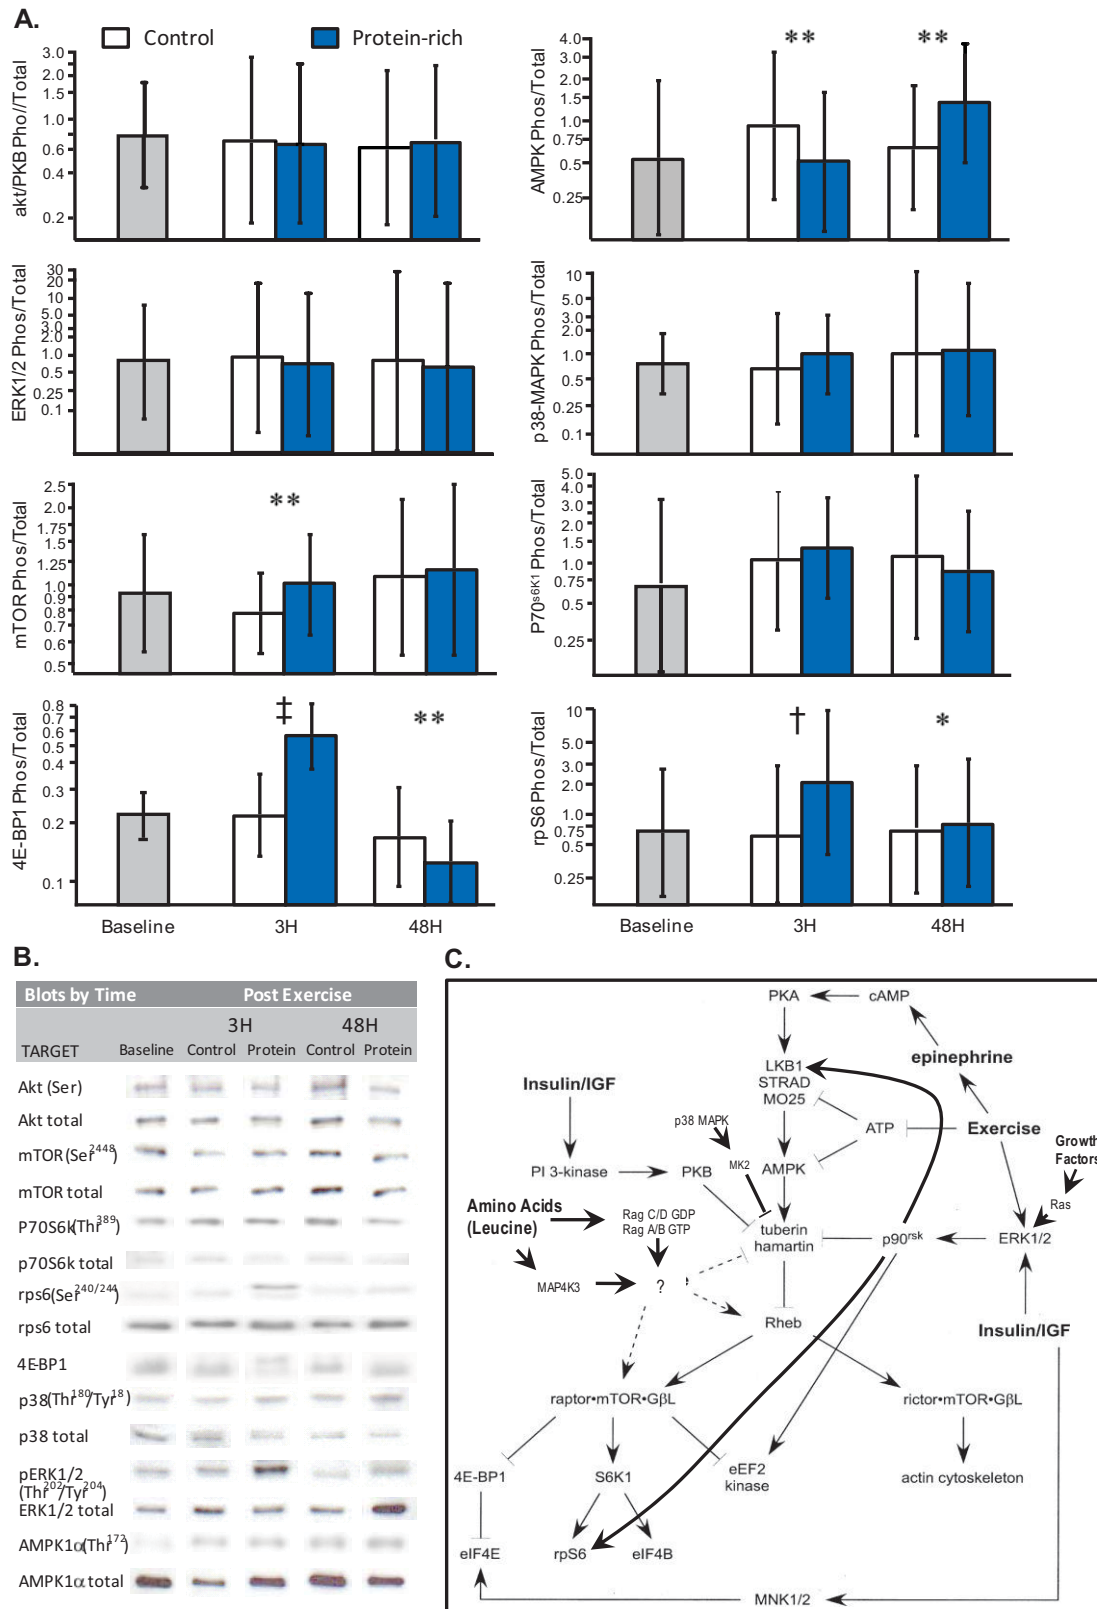 A.
Control
Protein-rich
akt/PKB Pho//Total
3.0
2.0
1.5
1.0
0.6
0.4
0.2
AMPK Phos/Total
4.0
2.0
1.5
1.0
0.75
0.5
0.25
**
**
ERK1/2 Phos/Total
30
20
10
5.0
3.0
2.0
1.0
0.5
0.25
0.1
p38-MAPK Phos/Total
10
5.0
2.0
1.0
0.5
0.25
0.1
mTOR Phos/Total
2.5
2.0
1.75
1.5
1.25
1.0
0.9
0.8
0.7
0.6
0.5
**
P70s6K1 Phos/Total
5.0
4.0
3.0
2.0
1.5
1.0
0.75
0.5
0.25
4E-BP1 Phos/Total
0.8
0.7
0.6
0.5
0.3
0.2
0.1
‡
**
Baseline
3H
48H
rpS6 Phos/Total
10
5.0
3.0
2.0
1.0
0.75
0.5
0.25
†
*
Baseline
3H
48H
B.
Blots by Time
Post Exercise
3H
48H
TARGET
Baseline
Control
Protein
Control
Protein
Akt (Ser)
Akt total
mTOR (Ser2448)
mTOR total
P70S6k(Thr389)
p70S6k total
rps6(Ser240/244)
rps6 total
4E-BP1
p38(Thr180/Tyr18)
p38 total
pERK1/2
(Thr202/Tyr204)
ERK1/2 total
AMPK1α(Thr172)
AMPK1α total
C.
PKA
cAMP
epinephrine
LKB1
STRAD
MO25
Insulin/IGF
p38 MAPK
ATP
Exercise
Growth
Factors
PI 3-kinase
PKB
MK2
AMPK
Ras
Amino Acids
(Leucine)
Rag C/D GDP
Rag A/B GTP
tuberin
hamartin
p90rsk
ERK1/2
MAP4K3
?
Rheb
Insulin/IGF
raptor•mTOR•GβL
rictor•mTOR•GβL
4E-BP1
S6K1
eEF2
kinase
actin cytoskeleton
eIF4E
rpS6
eIF4B
MNK1/2